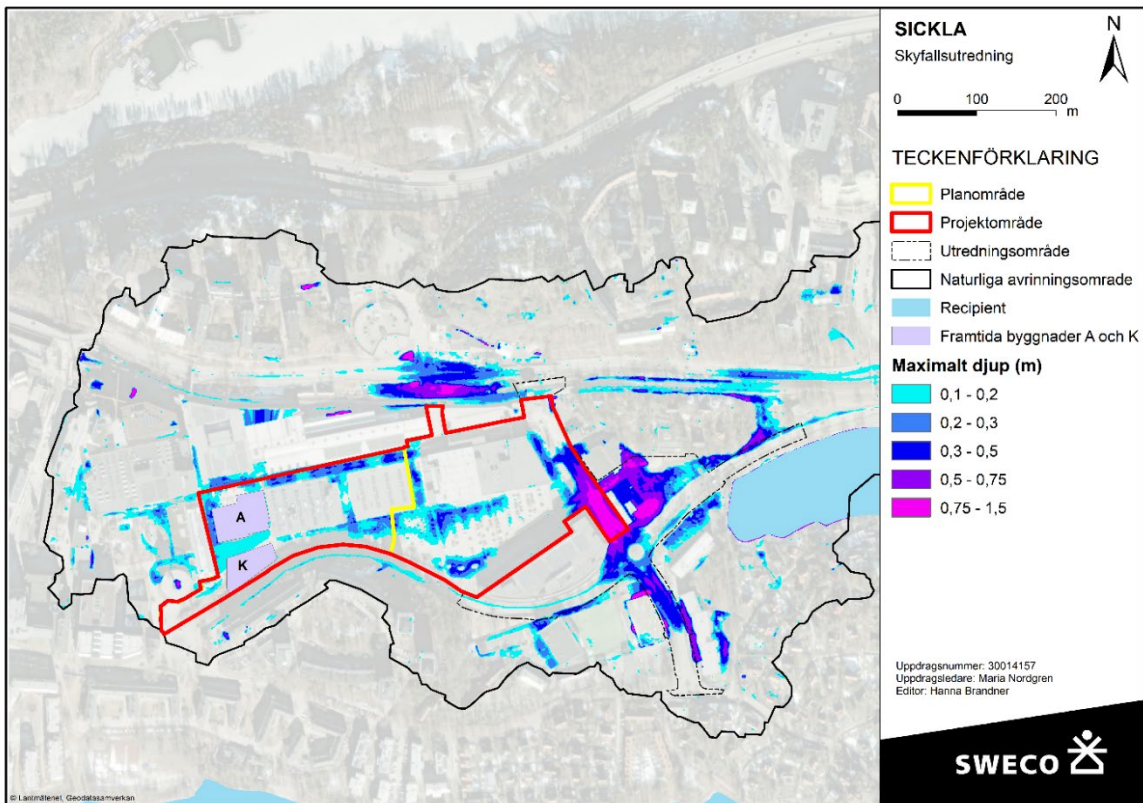 SICKLA
Skyfallsutredning
N
0 100 200
m
TECKENFÖRKLARING
Planområde
Projektområde
Utredningsområde
Naturliga avrinningsområde
Recipient
Framtida byggnader A och K
Maximalt djup (m)
0,1 - 0,2
0,2 - 0,3
0,3 - 0,5
0,5 - 0,75
0,75 - 1,5
A
K
Uppdragsnummer: 30014157
Uppdragsledare: Maria Nordgren
Editor: Hanna Brandner
SWECO
© Lantmäteriet, Geodatasamverkan